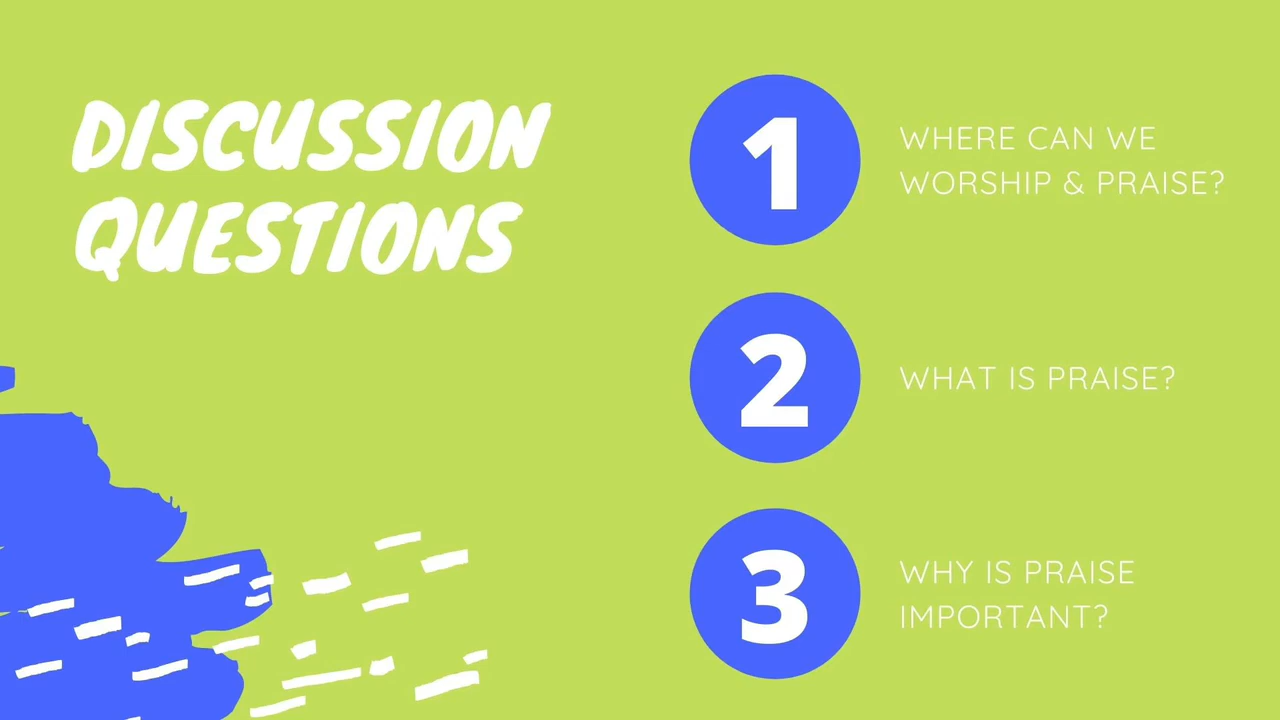 DISCUSSION
QUESTIONS
1
WHERE CAN WE
WORSHIP & PRAISE?
2
WHAT IS PRAISE?
3
WHY IS PRAISE
IMPORTANT?